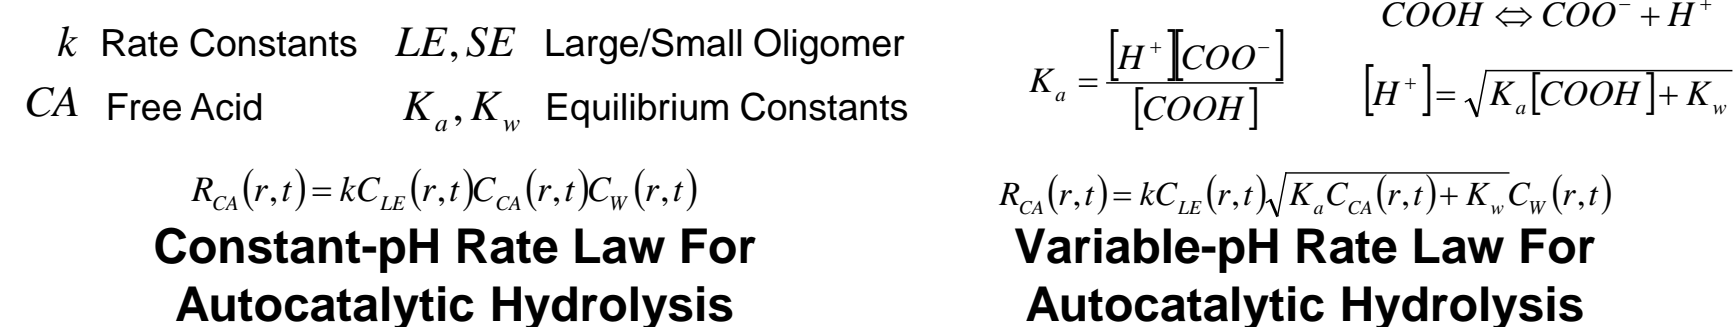 k Rate Constants LE, SE Large/Small Oligomer
CA Free Acid K_a, K_w Equilibrium Constants
COOH ⇔ COO⁻ + H⁺
K_a = [H⁺][COO⁻] / [COOH]
[H⁺] = √(K_a[COOH] + K_w)
R_CA(r,t) = kC_LE(r,t)C_CA(r,t)C_W(r,t)
Constant-pH Rate Law For
Autocatalytic Hydrolysis
R_CA(r,t) = kC_LE(r,t)√(K_aC_CA(r,t) + K_w)C_W(r,t)
Variable-pH Rate Law For
Autocatalytic Hydrolysis